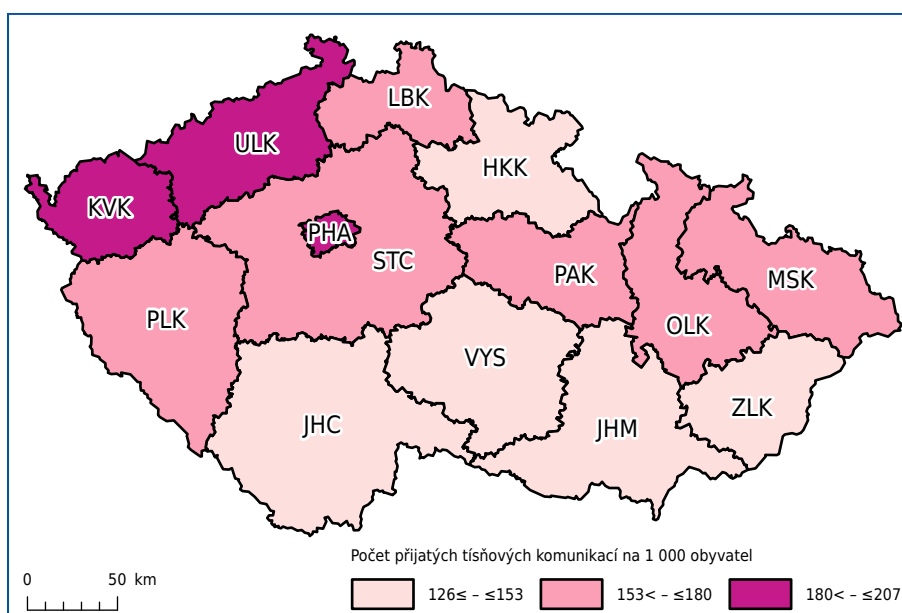 LBK
ULK
HKK
KVK
PHA
STC
PAK
MSK
PLK
OLK
VYS
ZLK
JHC
JHM
Počet přijatých tísňových komunikací na 1 000 obyvatel
0 50 km
126≤ – ≤153 153< – ≤180 180< – ≤207